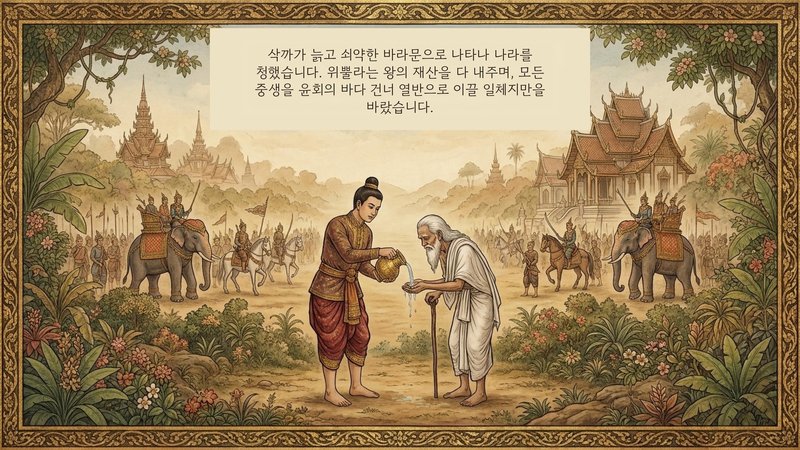 삭까가 늙고 쇠약한 바라문으로 나타나 나라를
청했습니다. 위뿔라는 왕의 재산을 다 내주며, 모든
중생을 윤회의 바다 건너 열반으로 이끌 일체지만을
바랐습니다.